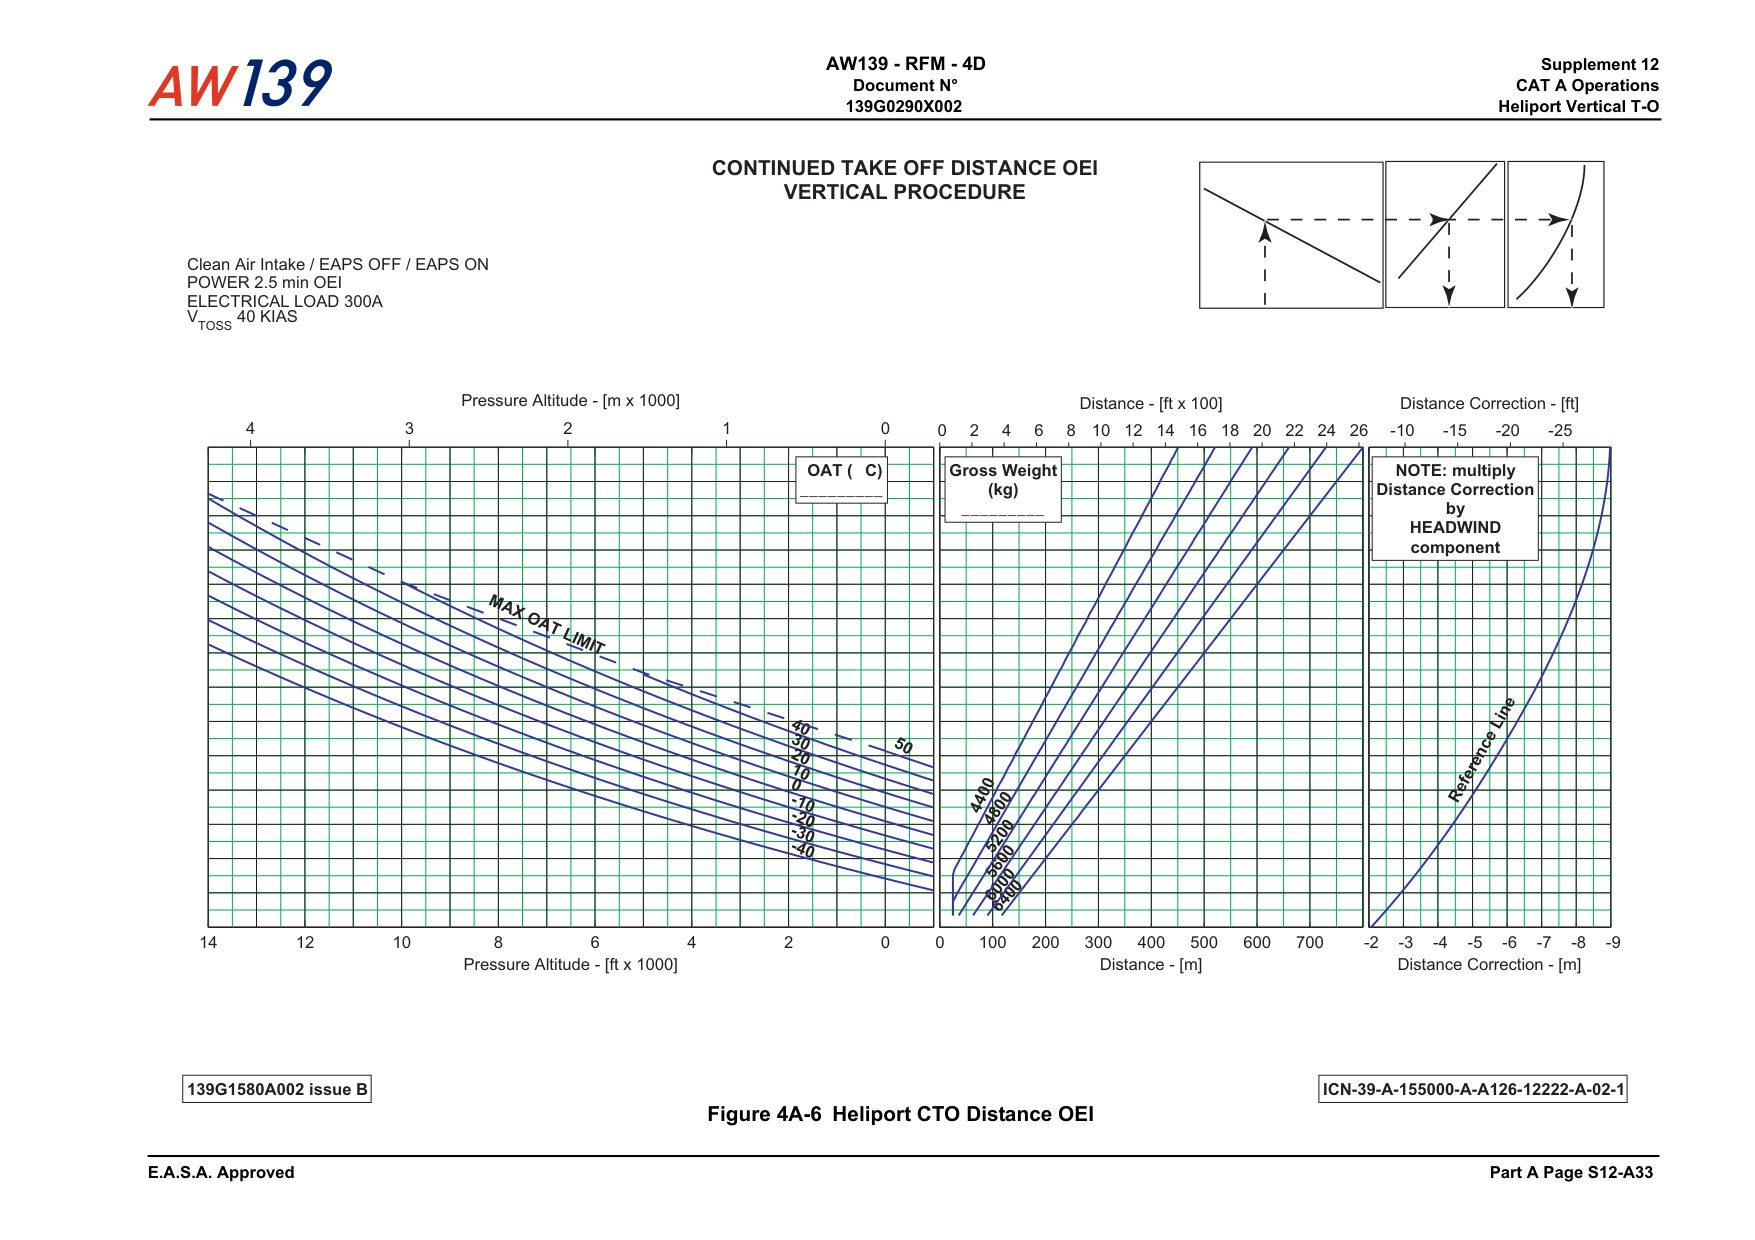 AW139
AW139 - RFM - 4D
Document N°
139G0290X002
Supplement 12
CAT A Operations
Heliport Vertical T-O
CONTINUED TAKE OFF DISTANCE OEI
VERTICAL PROCEDURE
Clean Air Intake / EAPS OFF / EAPS ON
POWER 2.5 min OEI
ELECTRICAL LOAD 300A
VTOSS 40 KIAS
Pressure Altitude - [m x 1000]
4 3 2 1 0
Distance - [ft x 100]
0 2 4 6 8 10 12 14 16 18 20 22 24 26
Distance Correction - [ft]
-10 -15 -20 -25
OAT ( C)
_________
Gross Weight
(kg)
_________
NOTE: multiply
Distance Correction
by
HEADWIND
component
MAX OAT LIMIT
50
40
30
20
10
0
-10
-20
-30
-40
4400
4800
5200
5600
6000
6400
Reference Line
14 12 10 8 6 4 2 0
Pressure Altitude - [ft x 1000]
0 100 200 300 400 500 600 700
Distance - [m]
-2 -3 -4 -5 -6 -7 -8 -9
Distance Correction - [m]
139G1580A002 issue B
ICN-39-A-155000-A-A126-12222-A-02-1
Figure 4A-6 Heliport CTO Distance OEI
E.A.S.A. Approved
Part A Page S12-A33